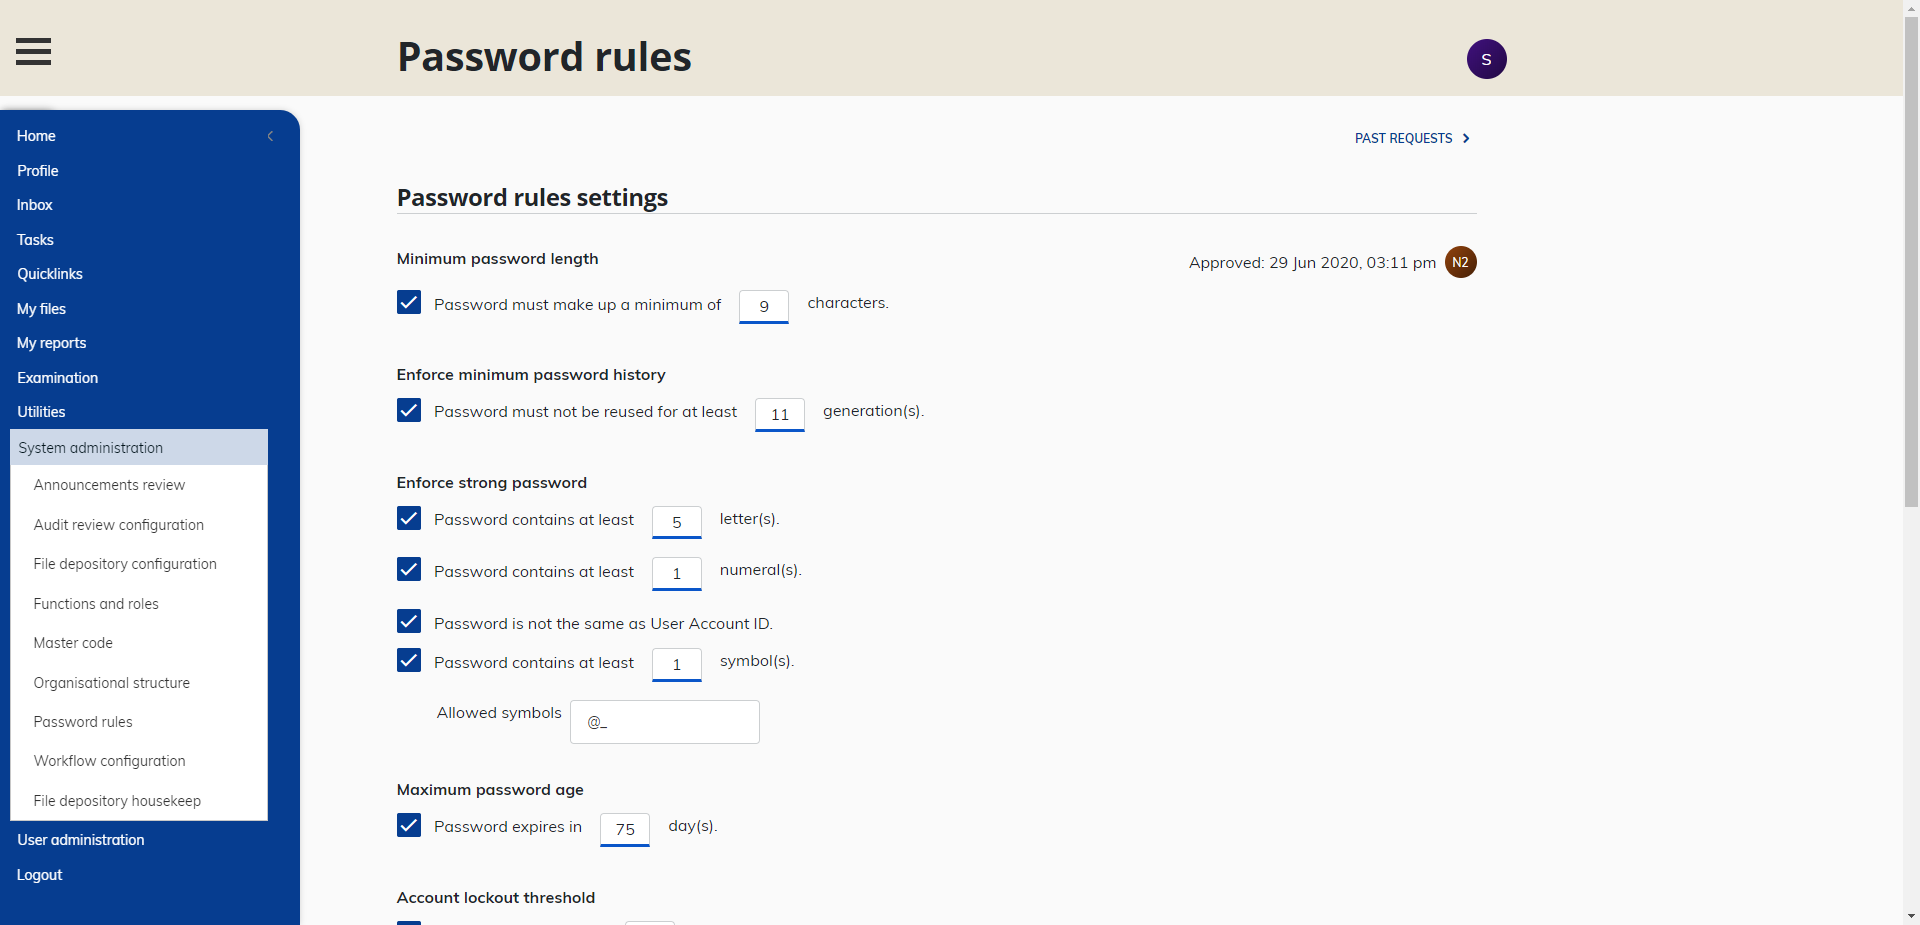 Password rules
S
Home
Profile
Inbox
Tasks
Quicklinks
My files
My reports
Examination
Utilities
System administration
Announcements review
Audit review configuration
File depository configuration
Functions and roles
Master code
Organisational structure
Password rules
Workflow configuration
File depository housekeep
User administration
Logout
PAST REQUESTS
Password rules settings
Minimum password length
Approved: 29 Jun 2020, 03:11 pm N2
Password must make up a minimum of 9 characters.
Enforce minimum password history
Password must not be reused for at least 11 generation(s).
Enforce strong password
Password contains at least 5 letter(s).
Password contains at least 1 numeral(s).
Password is not the same as User Account ID.
Password contains at least 1 symbol(s).
Allowed symbols @_
Maximum password age
Password expires in 75 day(s).
Account lockout threshold